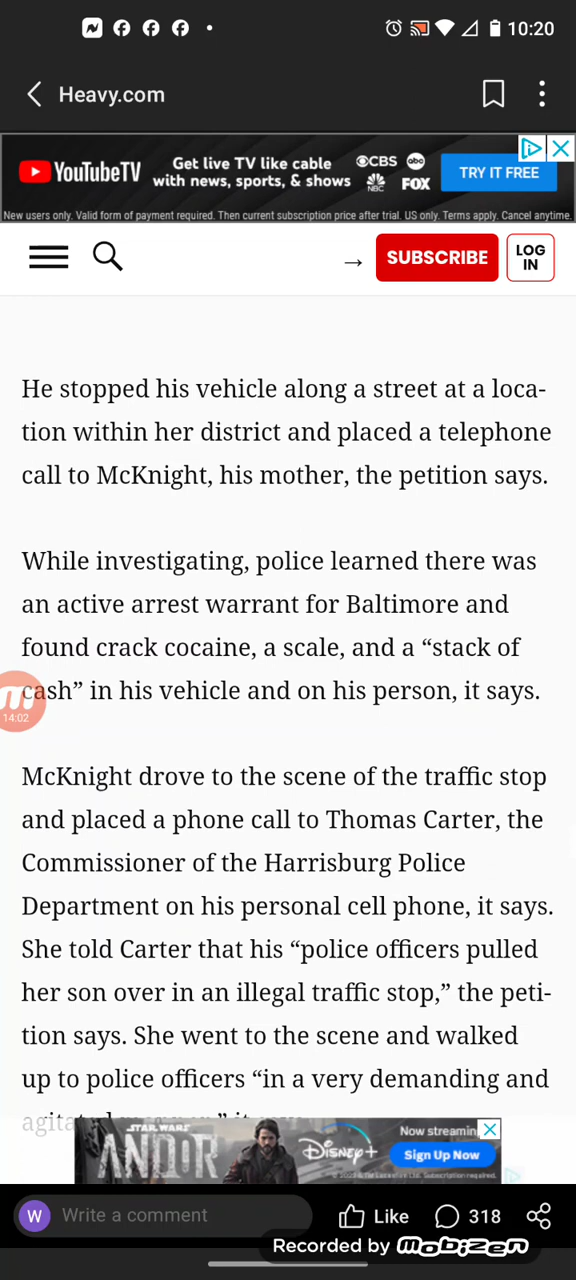 10:20
Heavy.com
YouTubeTV
Get live TV like cable
with news, sports, & shows
CBS
abc
NBC
FOX
TRY IT FREE
New users only. Valid form of payment required. Then current subscription price after trial. US only. Terms apply. Cancel anytime.
→ SUBSCRIBE
LOG
IN
He stopped his vehicle along a street at a loca-
tion within her district and placed a telephone
call to McKnight, his mother, the petition says.
While investigating, police learned there was
an active arrest warrant for Baltimore and
found crack cocaine, a scale, and a “stack of
cash” in his vehicle and on his person, it says.
14:02
McKnight drove to the scene of the traffic stop
and placed a phone call to Thomas Carter, the
Commissioner of the Harrisburg Police
Department on his personal cell phone, it says.
She told Carter that his “police officers pulled
her son over in an illegal traffic stop,” the peti-
tion says. She went to the scene and walked
up to police officers “in a very demanding and
STAR WARS
ANDOR
Disney+
Now streamin
Sign Up Now
W
Write a comment
Like
318
Recorded by mobizen